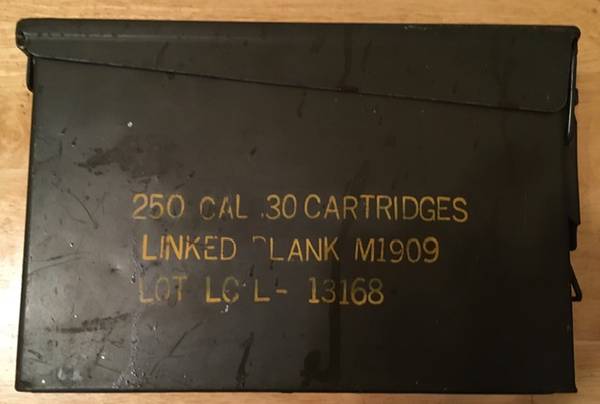 250 CAL .30 CARTRIDGES
LINKED BLANK M1909
LOT LC L- 13168